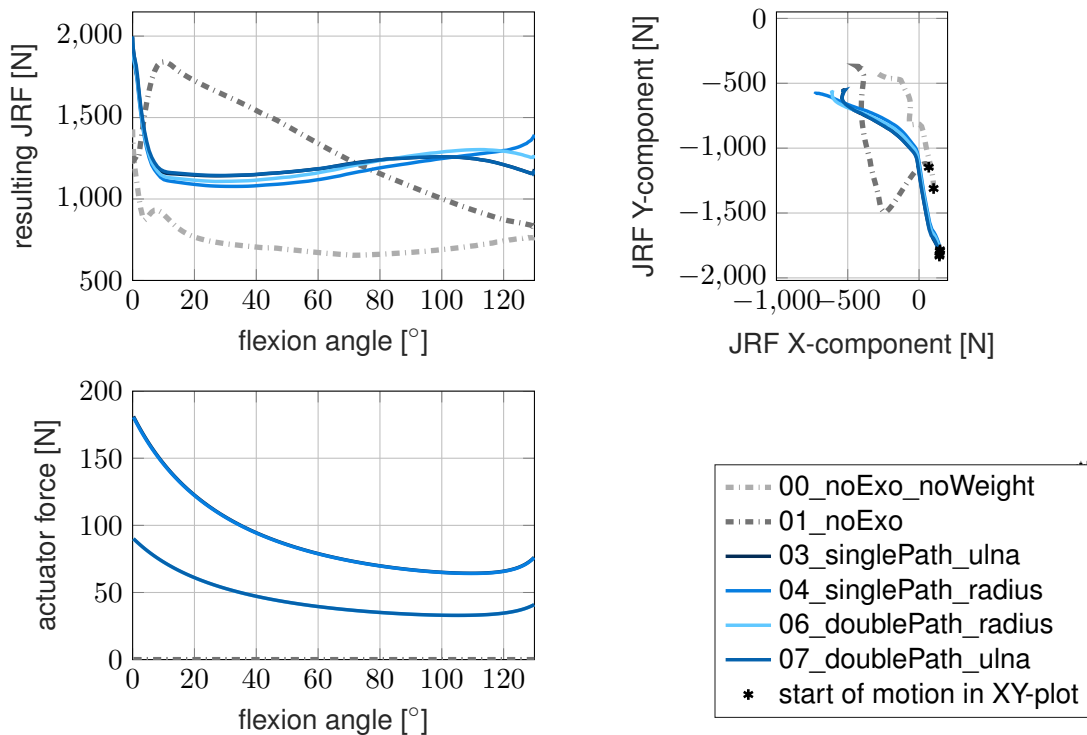 2,000
1,500
1,000
500
0 20 40 60 80 100 120
resulting JRF [N]
flexion angle [°]
0
−500
−1,000
−1,500
−2,000
−1,000 −500 0
JRF Y-component [N]
JRF X-component [N]
200
150
100
50
0
0 20 40 60 80 100 120
actuator force [N]
flexion angle [°]
00_noExo_noWeight
01_noExo
03_singlePath_ulna
04_singlePath_radius
06_doublePath_radius
07_doublePath_ulna
start of motion in XY-plot